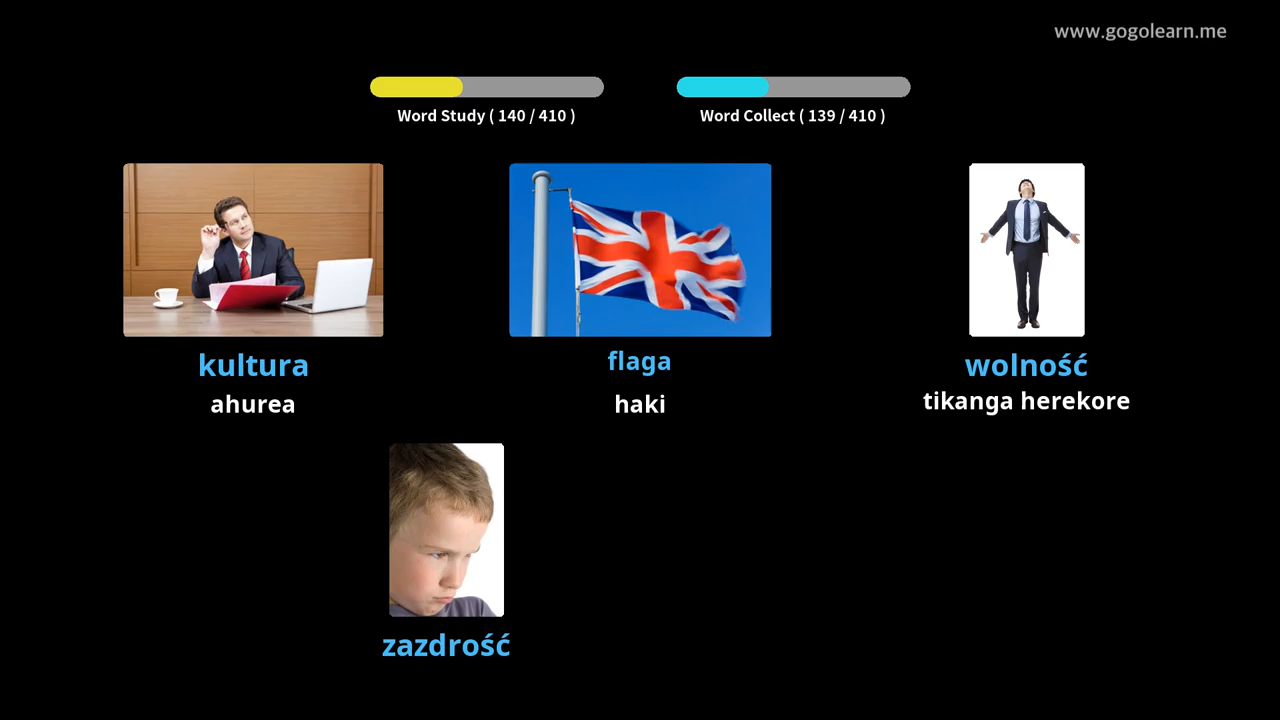 www.gogolearn.me
Word Study ( 140 / 410 )
Word Collect ( 139 / 410 )
kultura
ahurea
flaga
haki
wolność
tikanga herekore
zazdrość